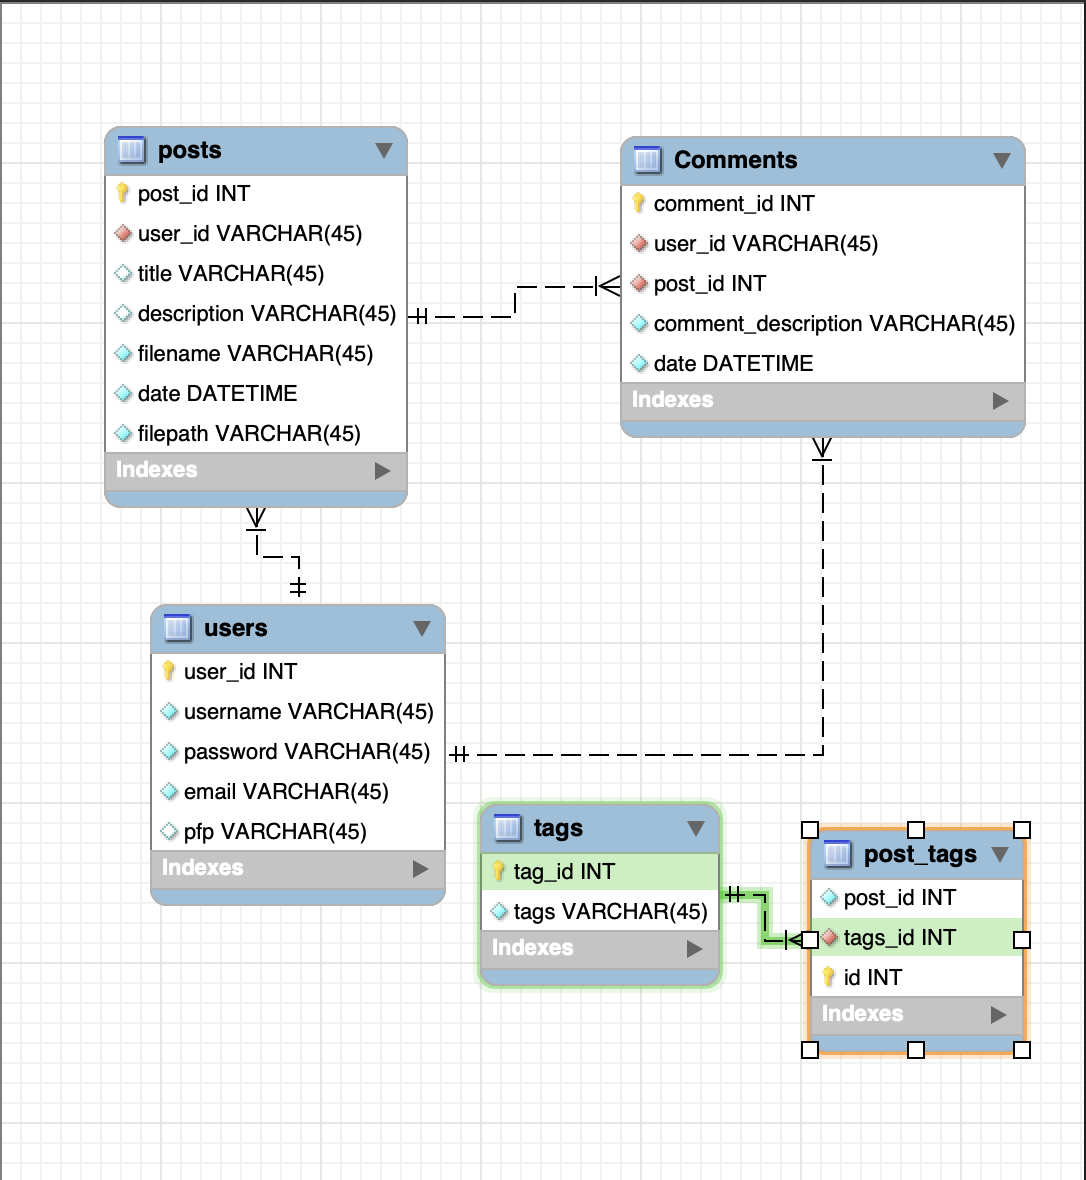 posts
post_id INT
user_id VARCHAR(45)
title VARCHAR(45)
description VARCHAR(45)
filename VARCHAR(45)
date DATETIME
filepath VARCHAR(45)
Indexes
Comments
comment_id INT
user_id VARCHAR(45)
post_id INT
comment_description VARCHAR(45)
date DATETIME
Indexes
users
user_id INT
username VARCHAR(45)
password VARCHAR(45)
email VARCHAR(45)
pfp VARCHAR(45)
Indexes
tags
tag_id INT
tags VARCHAR(45)
Indexes
post_tags
post_id INT
tags_id INT
id INT
Indexes